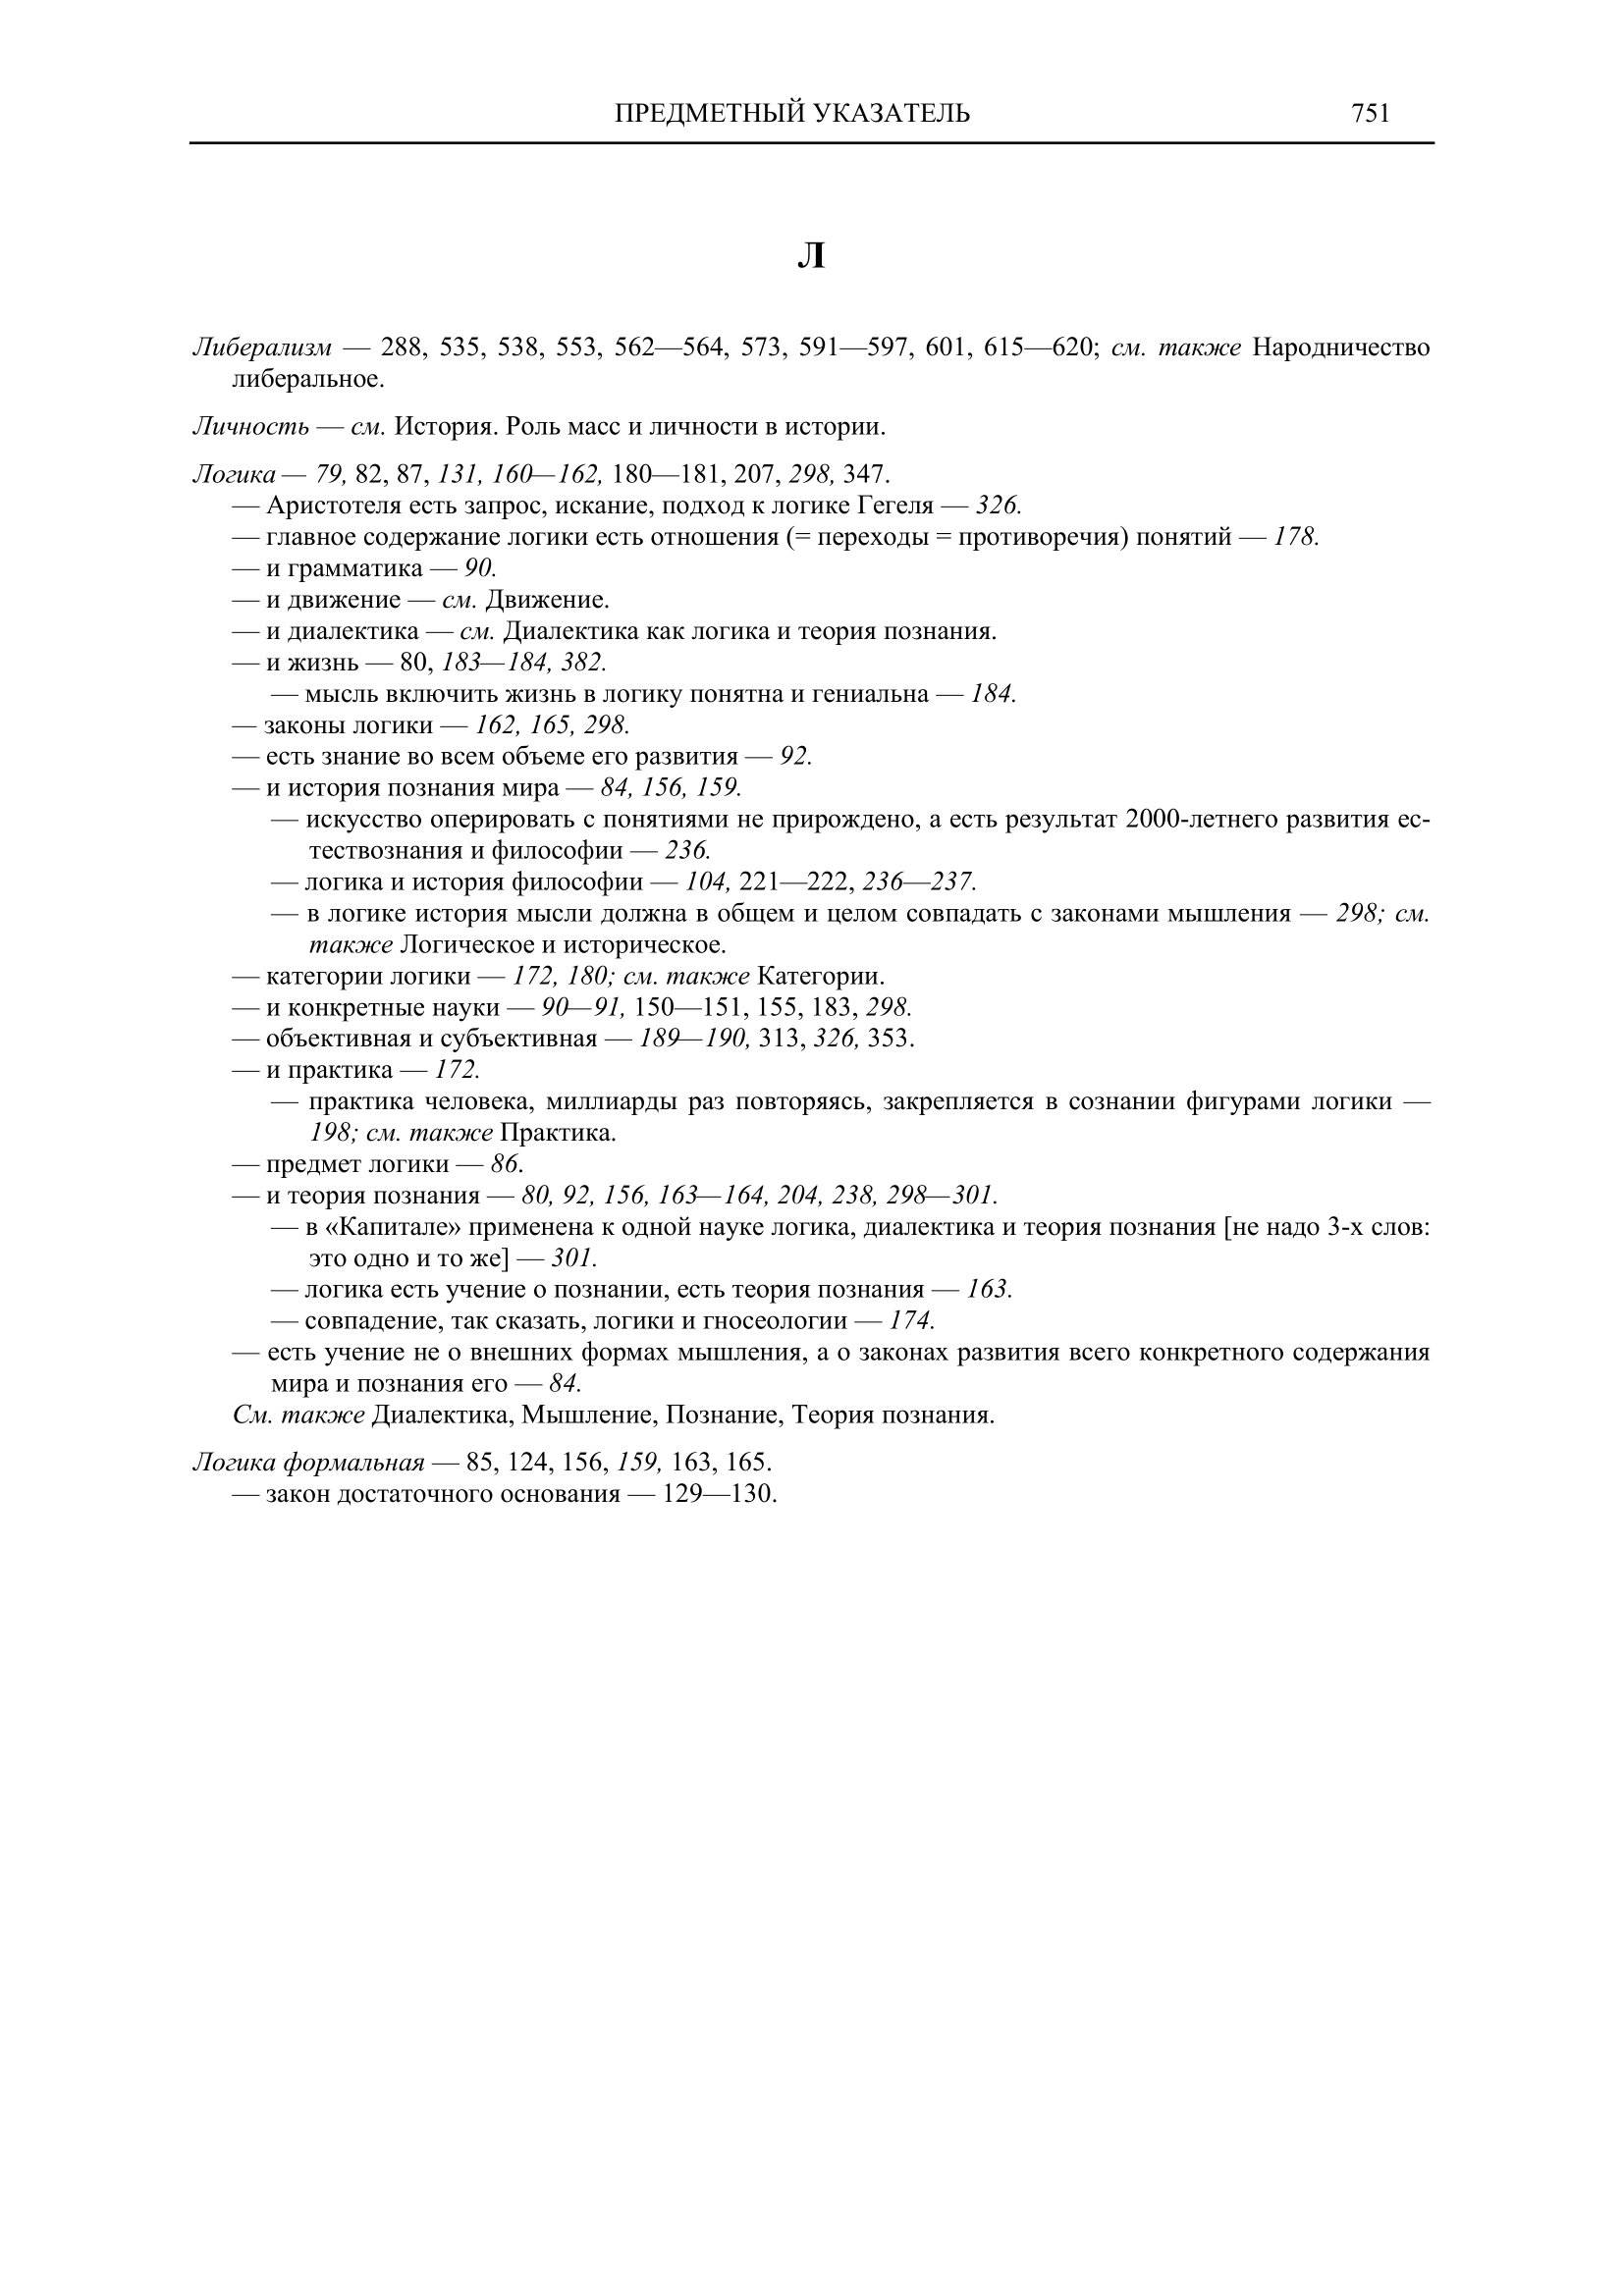 ПРЕДМЕТНЫЙ УКАЗАТЕЛЬ 751
Л
Либерализм — 288, 535, 538, 553, 562—564, 573, 591—597, 601, 615—620; см. также Народничество
либеральное.
Личность — см. История. Роль масс и личности в истории.
Логика — 79, 82, 87, 131, 160—162, 180—181, 207, 298, 347.
— Аристотеля есть запрос, искание, подход к логике Гегеля — 326.
— главное содержание логики есть отношения (= переходы = противоречия) понятий — 178.
— и грамматика — 90.
— и движение — см. Движение.
— и диалектика — см. Диалектика как логика и теория познания.
— и жизнь — 80, 183—184, 382.
— мысль включить жизнь в логику понятна и гениальна — 184.
— законы логики — 162, 165, 298.
— есть знание во всем объеме его развития — 92.
— и история познания мира — 84, 156, 159.
— искусство оперировать с понятиями не прирождено, а есть результат 2000-летнего развития ес-
тествознания и философии — 236.
— логика и история философии — 104, 221—222, 236—237.
— в логике история мысли должна в общем и целом совпадать с законами мышления — 298; см.
также Логическое и историческое.
— категории логики — 172, 180; см. также Категории.
— и конкретные науки — 90—91, 150—151, 155, 183, 298.
— объективная и субъективная — 189—190, 313, 326, 353.
— и практика — 172.
— практика человека, миллиарды раз повторяясь, закрепляется в сознании фигурами логики —
198; см. также Практика.
— предмет логики — 86.
— и теория познания — 80, 92, 156, 163—164, 204, 238, 298—301.
— в «Капитале» применена к одной науке логика, диалектика и теория познания [не надо 3-х слов:
это одно и то же] — 301.
— логика есть учение о познании, есть теория познания — 163.
— совпадение, так сказать, логики и гносеологии — 174.
— есть учение не о внешних формах мышления, а о законах развития всего конкретного содержания
мира и познания его — 84.
См. также Диалектика, Мышление, Познание, Теория познания.
Логика формальная — 85, 124, 156, 159, 163, 165.
— закон достаточного основания — 129—130.